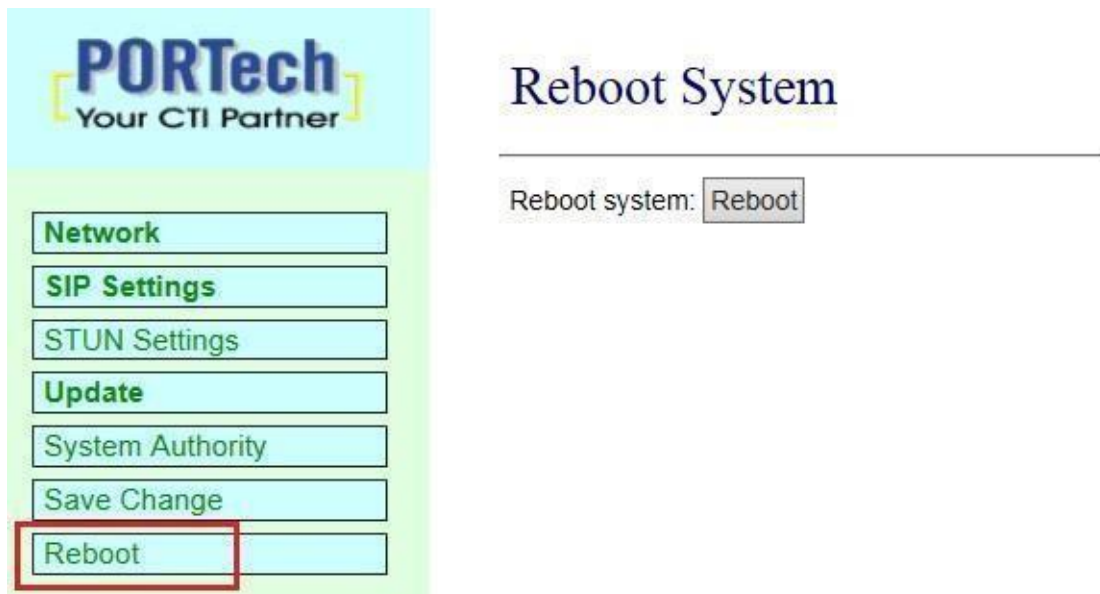 PORTech
Your CTI Partner
Network
SIP Settings
STUN Settings
Update
System Authority
Save Change
Reboot
Reboot System
Reboot system: Reboot